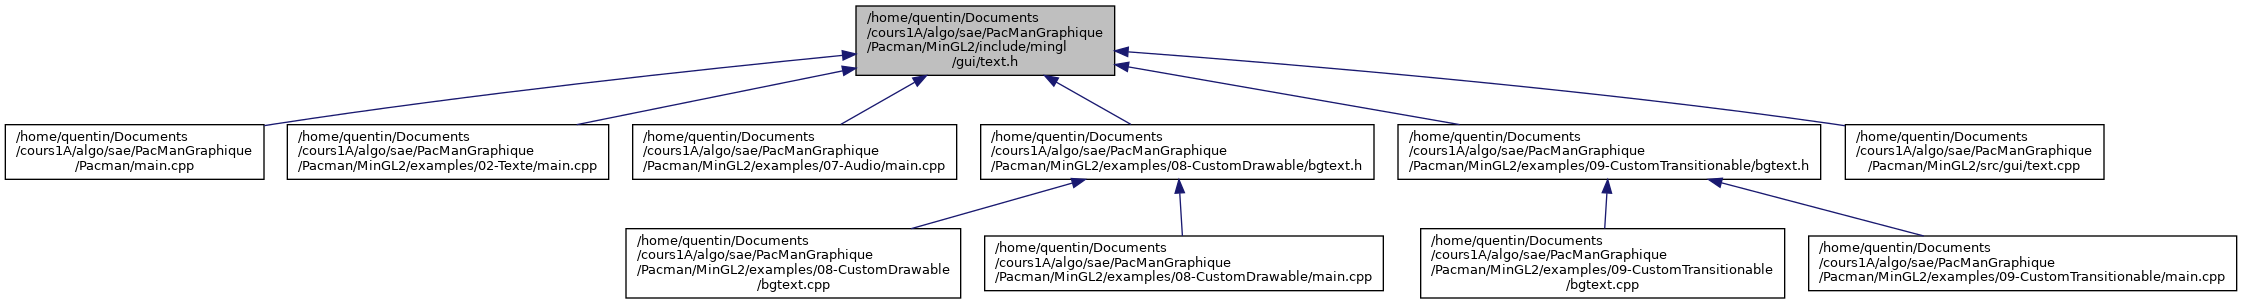 /home/quentin/Documents
/cours1A/algo/sae/PacManGraphique
/Pacman/MinGL2/include/mingl
/gui/text.h
/home/quentin/Documents
/cours1A/algo/sae/PacManGraphique
/Pacman/main.cpp
/home/quentin/Documents
/cours1A/algo/sae/PacManGraphique
/Pacman/MinGL2/examples/02-Texte/main.cpp
/home/quentin/Documents
/cours1A/algo/sae/PacManGraphique
/Pacman/MinGL2/examples/07-Audio/main.cpp
/home/quentin/Documents
/cours1A/algo/sae/PacManGraphique
/Pacman/MinGL2/examples/08-CustomDrawable/bgtext.h
/home/quentin/Documents
/cours1A/algo/sae/PacManGraphique
/Pacman/MinGL2/examples/09-CustomTransitionable/bgtext.h
/home/quentin/Documents
/cours1A/algo/sae/PacManGraphique
/Pacman/MinGL2/src/gui/text.cpp
/home/quentin/Documents
/cours1A/algo/sae/PacManGraphique
/Pacman/MinGL2/examples/08-CustomDrawable
/bgtext.cpp
/home/quentin/Documents
/cours1A/algo/sae/PacManGraphique
/Pacman/MinGL2/examples/08-CustomDrawable/main.cpp
/home/quentin/Documents
/cours1A/algo/sae/PacManGraphique
/Pacman/MinGL2/examples/09-CustomTransitionable
/bgtext.cpp
/home/quentin/Documents
/cours1A/algo/sae/PacManGraphique
/Pacman/MinGL2/examples/09-CustomTransitionable/main.cpp